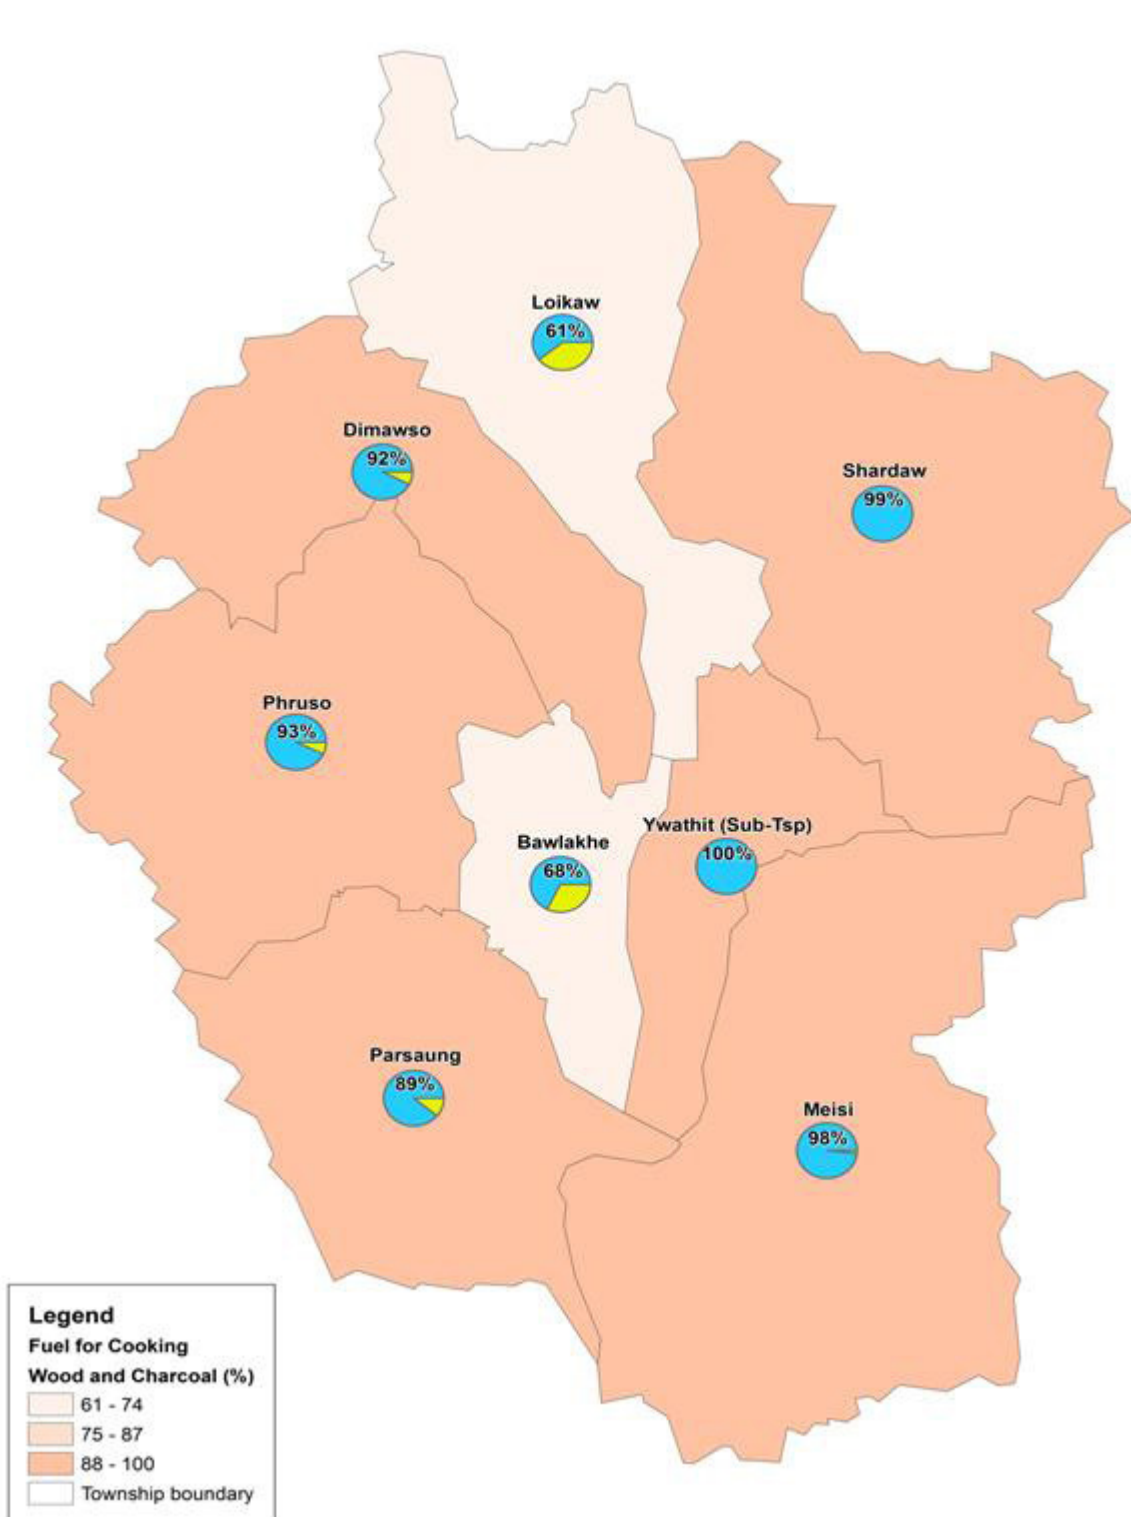 Loikaw
61%
Dimawso
92%
Shardaw
99%
Phruso
93%
Ywathit (Sub-Tsp)
100%
Bawlakhe
68%
Parsaung
89%
Meisi
98%
Legend
Fuel for Cooking
Wood and Charcoal (%)
61 - 74
75 - 87
88 - 100
Township boundary